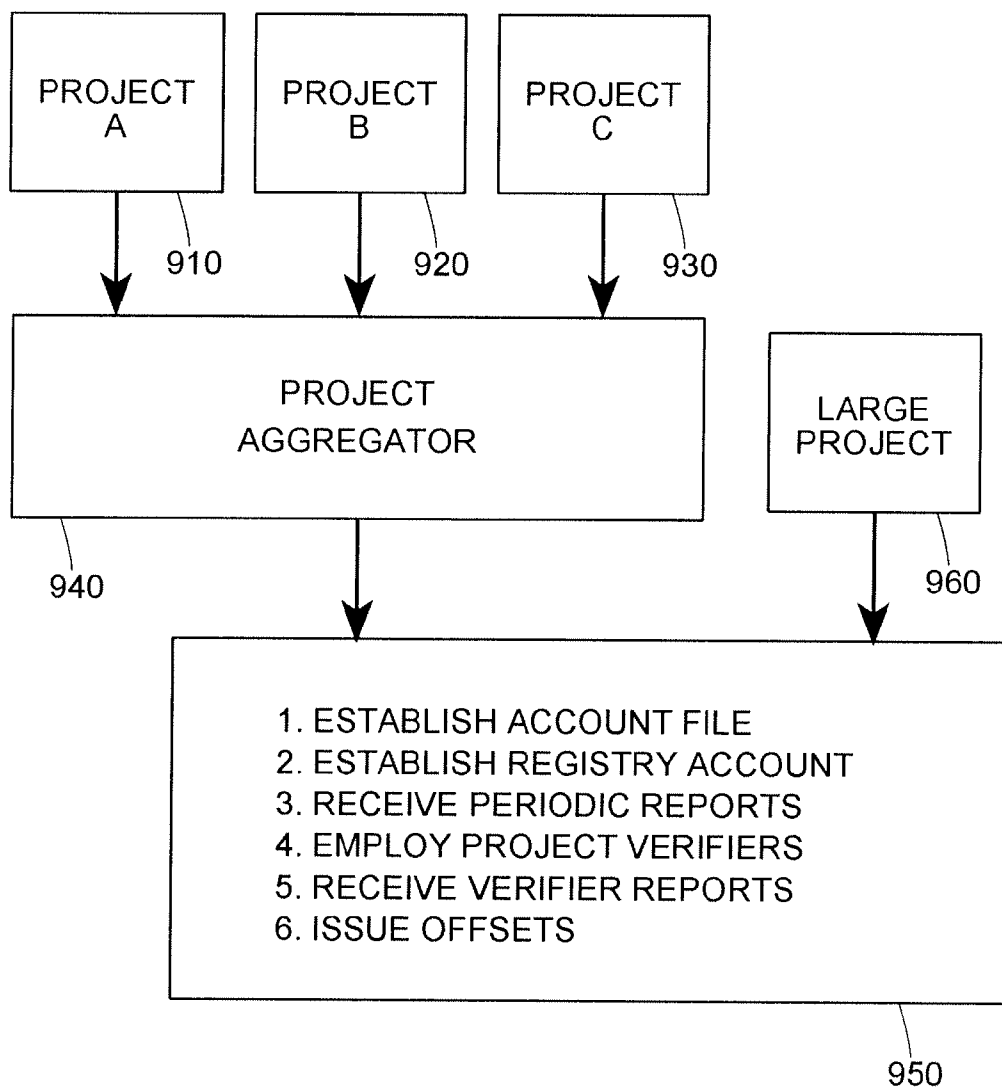 PROJECT
A
PROJECT
B
PROJECT
C
910
920
930
PROJECT
AGGREGATOR
LARGE
PROJECT
940
960
1. ESTABLISH ACCOUNT FILE
2. ESTABLISH REGISTRY ACCOUNT
3. RECEIVE PERIODIC REPORTS
4. EMPLOY PROJECT VERIFIERS
5. RECEIVE VERIFIER REPORTS
6. ISSUE OFFSETS
950